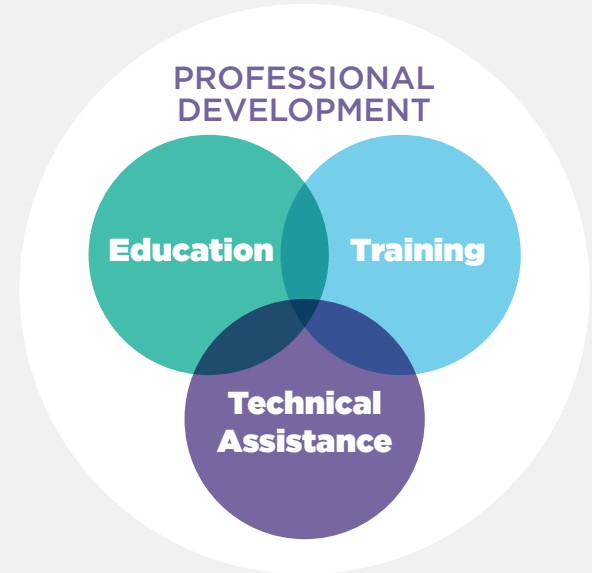 PROFESSIONAL
DEVELOPMENT
Education
Training
Technical
Assistance